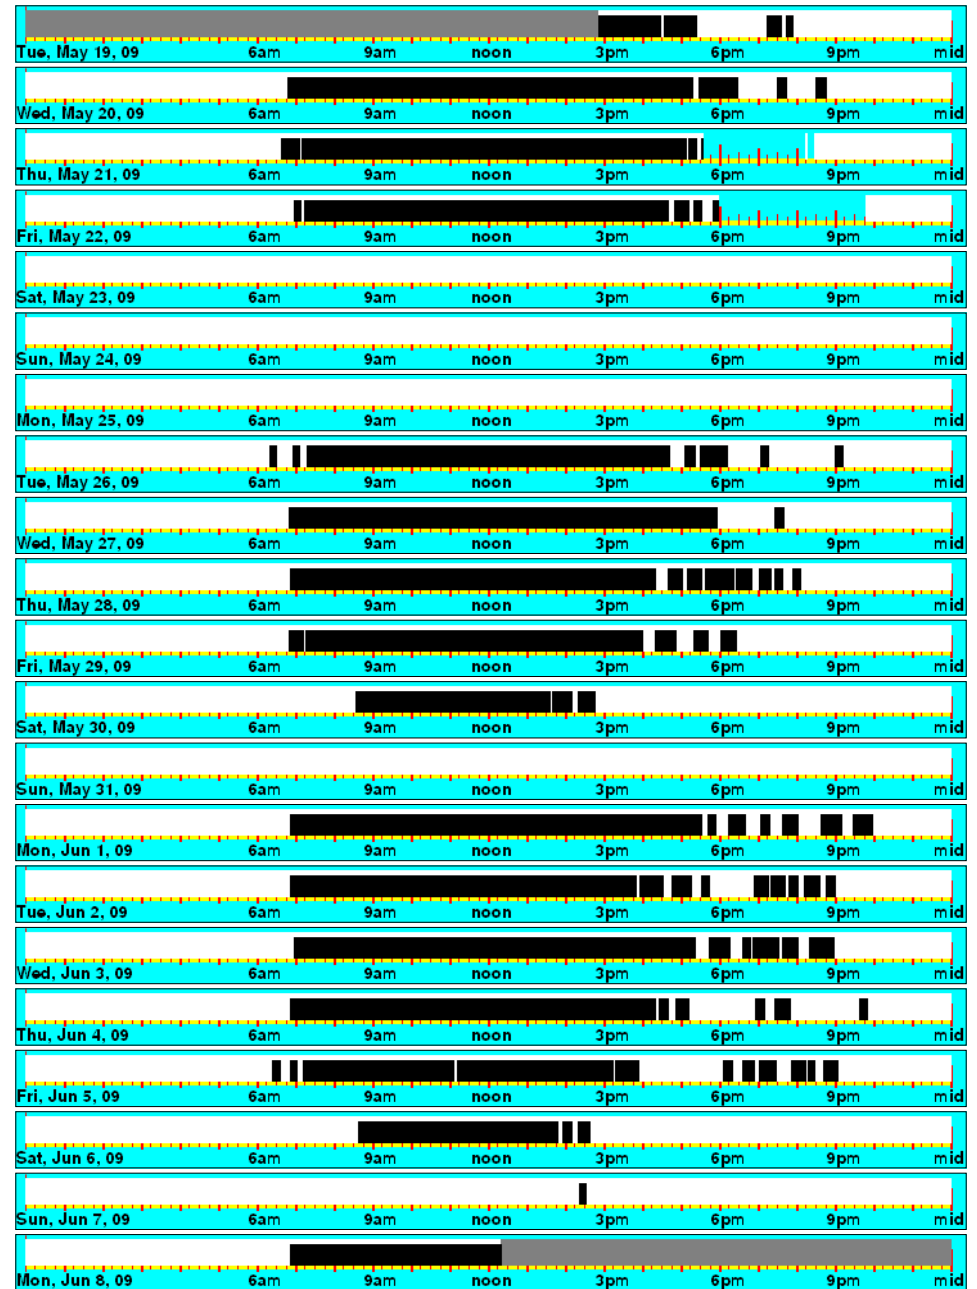 Tue, May 19, 09 6am 9am noon 3pm 6pm 9pm mid
Wed, May 20, 09 6am 9am noon 3pm 6pm 9pm mid
Thu, May 21, 09 6am 9am noon 3pm 6pm 9pm mid
Fri, May 22, 09 6am 9am noon 3pm 6pm 9pm mid
Sat, May 23, 09 6am 9am noon 3pm 6pm 9pm mid
Sun, May 24, 09 6am 9am noon 3pm 6pm 9pm mid
Mon, May 25, 09 6am 9am noon 3pm 6pm 9pm mid
Tue, May 26, 09 6am 9am noon 3pm 6pm 9pm mid
Wed, May 27, 09 6am 9am noon 3pm 6pm 9pm mid
Thu, May 28, 09 6am 9am noon 3pm 6pm 9pm mid
Fri, May 29, 09 6am 9am noon 3pm 6pm 9pm mid
Sat, May 30, 09 6am 9am noon 3pm 6pm 9pm mid
Sun, May 31, 09 6am 9am noon 3pm 6pm 9pm mid
Mon, Jun 1, 09 6am 9am noon 3pm 6pm 9pm mid
Tue, Jun 2, 09 6am 9am noon 3pm 6pm 9pm mid
Wed, Jun 3, 09 6am 9am noon 3pm 6pm 9pm mid
Thu, Jun 4, 09 6am 9am noon 3pm 6pm 9pm mid
Fri, Jun 5, 09 6am 9am noon 3pm 6pm 9pm mid
Sat, Jun 6, 09 6am 9am noon 3pm 6pm 9pm mid
Sun, Jun 7, 09 6am 9am noon 3pm 6pm 9pm mid
Mon, Jun 8, 09 6am 9am noon 3pm 6pm 9pm mid